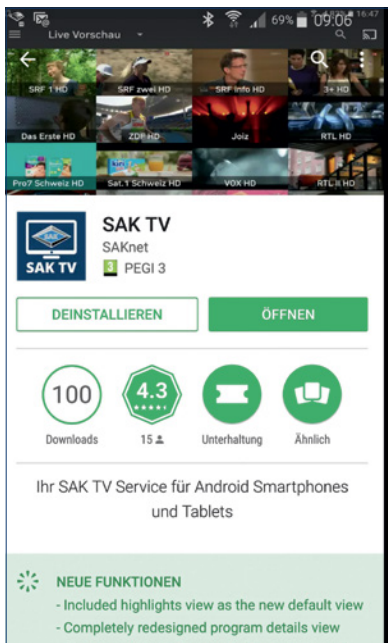 69% 09:06
82% 16:47
Live Vorschau
SRF 1 HD
SRF zwei HD
SRF info HD
3+ HD
Das Erste HD
ZDF HD
Joiz
RTL HD
Pro7 Schweiz HD
Sat.1 Schweiz HD
VOX HD
RTL II HD
SAK
SAK TV
SAK TV
SAKnet
3 PEGI 3
DEINSTALLIEREN
ÖFFNEN
100
4.3
Downloads
15
Unterhaltung
Ähnlich
Ihr SAK TV Service für Android Smartphones
und Tablets
NEUE FUNKTIONEN
- Included highlights view as the new default view
- Completely redesigned program details view